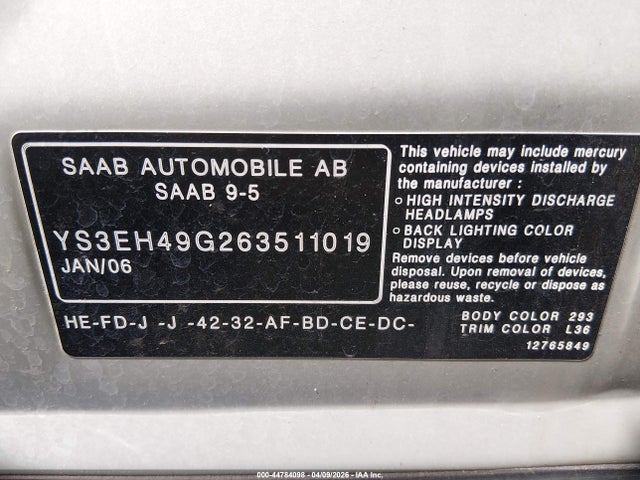 SAAB AUTOMOBILE AB
SAAB 9-5
YS3EH49G263511019
JAN/06
HE-FD-J -J -42-32-AF-BD-CE-DC-
This vehicle may include mercury
containing devices installed by
the manufacturer :
○ HIGH INTENSITY DISCHARGE
HEADLAMPS
○ BACK LIGHTING COLOR
DISPLAY
Remove devices before vehicle
disposal. Upon removal of devices,
please reuse, recycle or dispose as
hazardous waste.
BODY COLOR 293
TRIM COLOR L36
12765849
000-44784098 - 04/09/2026 - IAA Inc.